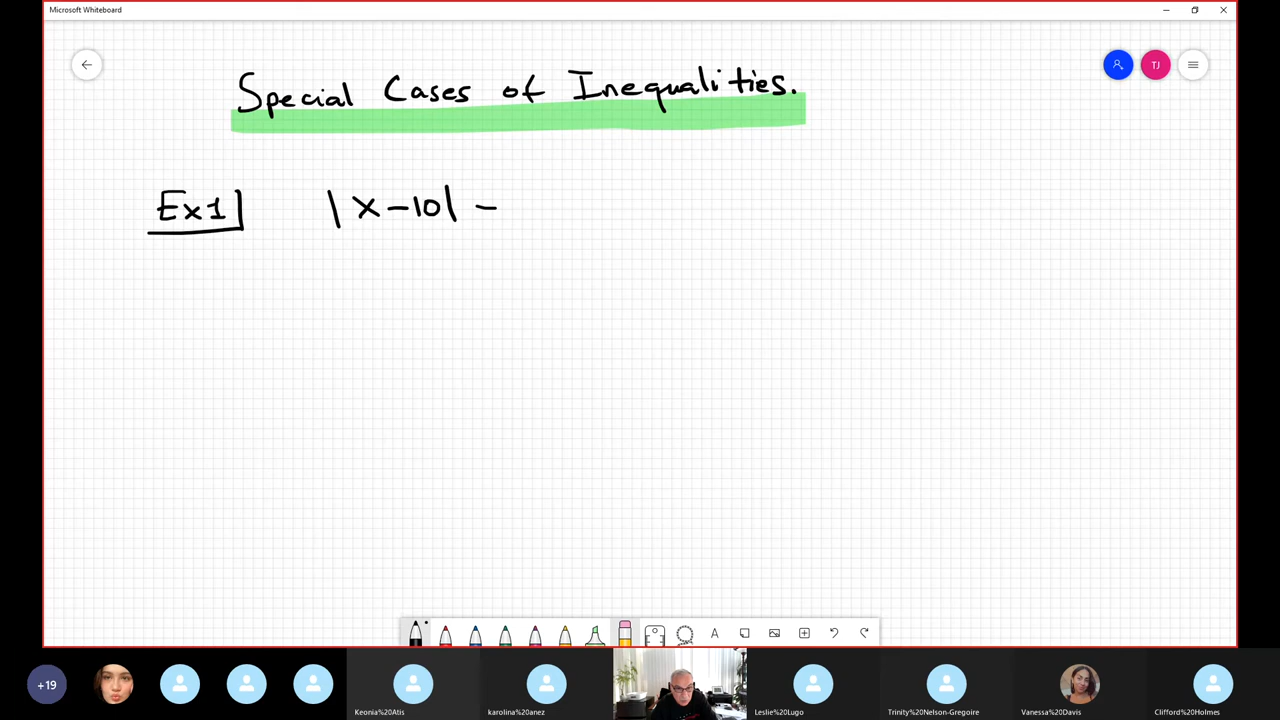 Microsoft Whiteboard
TJ
Special Cases of Inequalities.
Ex1 |x-10| -
A
+19
Keonia%20Atis
karolina%20anez
Leslie%20Lugo
Trinity%20Nelson-Gregoire
Vanessa%20Davis
Clifford%20Holmes